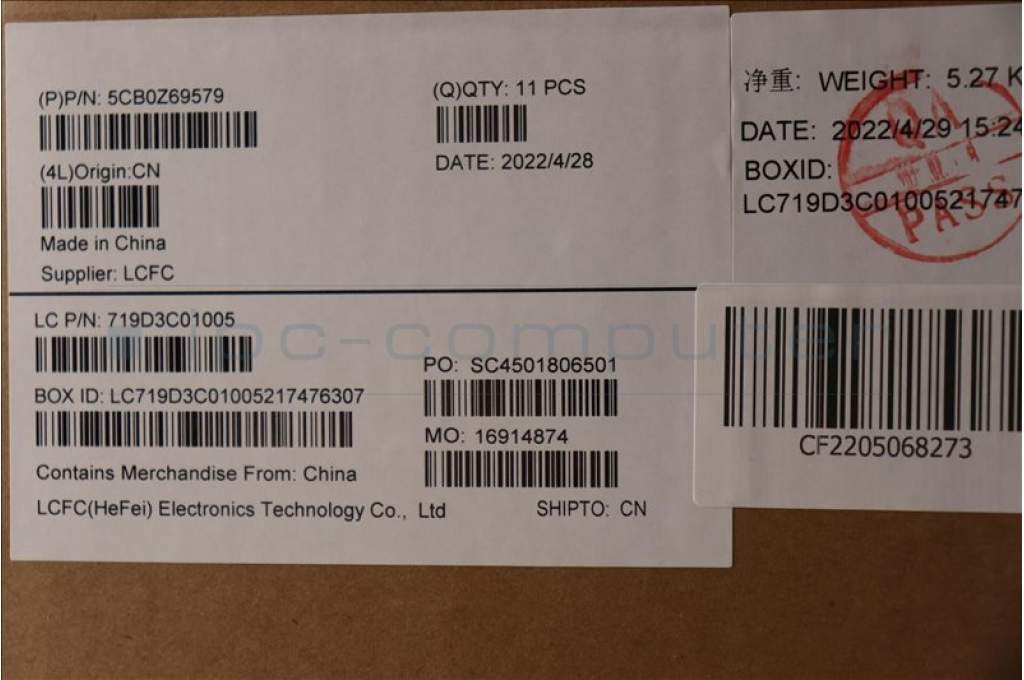 (P)P/N: 5CB0Z69579
(Q)QTY: 11 PCS
(4L)Origin:CN
DATE: 2022/4/28
Made in China
Supplier: LCFC
LC P/N: 719D3C01005
PO: SC4501806501
BOX ID: LC719D3C01005217476307
MO: 16914874
Contains Merchandise From: China
LCFC(HeFei) Electronics Technology Co., Ltd
SHIPTO: CN
净重: WEIGHT: 5.27 K
DATE: 2022/4/29 15:24
BOXID:
LC719D3C0100521747
PASS
CF2205068273
ipc-computer